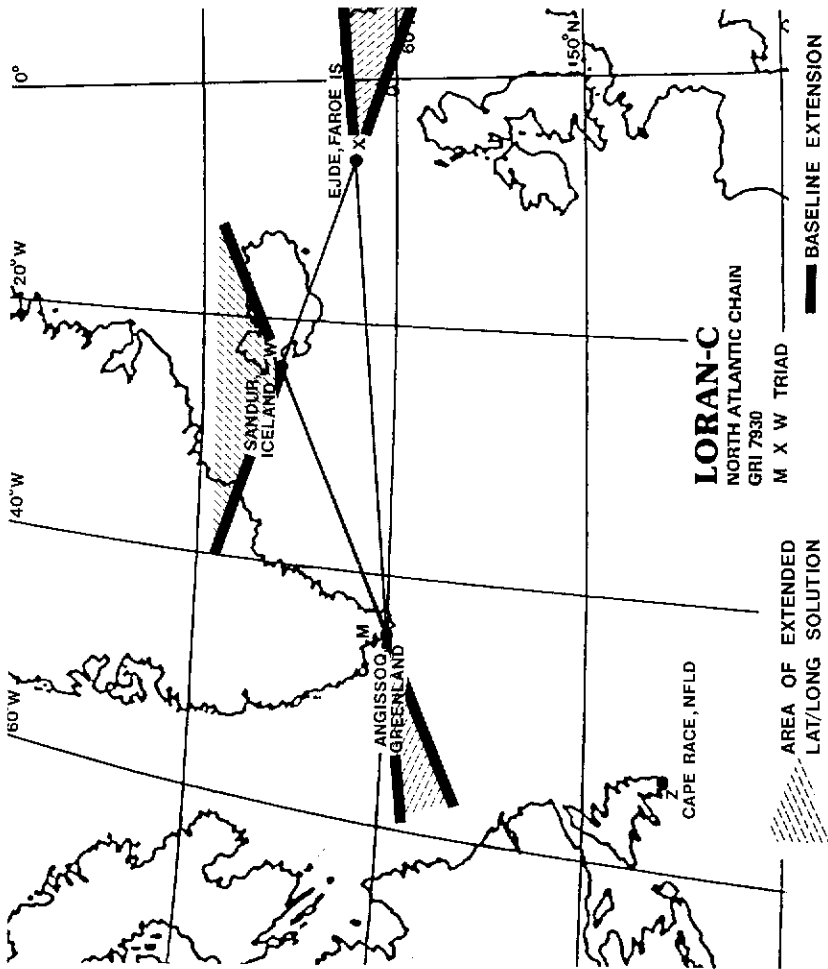 60°W
40°W
20°W
0°
SANDUR,
ICELAND
W
EJDE, FAROE IS
X
60
M
ANGISSOQ
GREENLAND
50°N
Z
CAPE RACE, NFLD
LORAN-C
NORTH ATLANTIC CHAIN
GRI 7930
M X W TRIAD
AREA OF EXTENDED
LAT/LONG SOLUTION
BASELINE EXTENSION